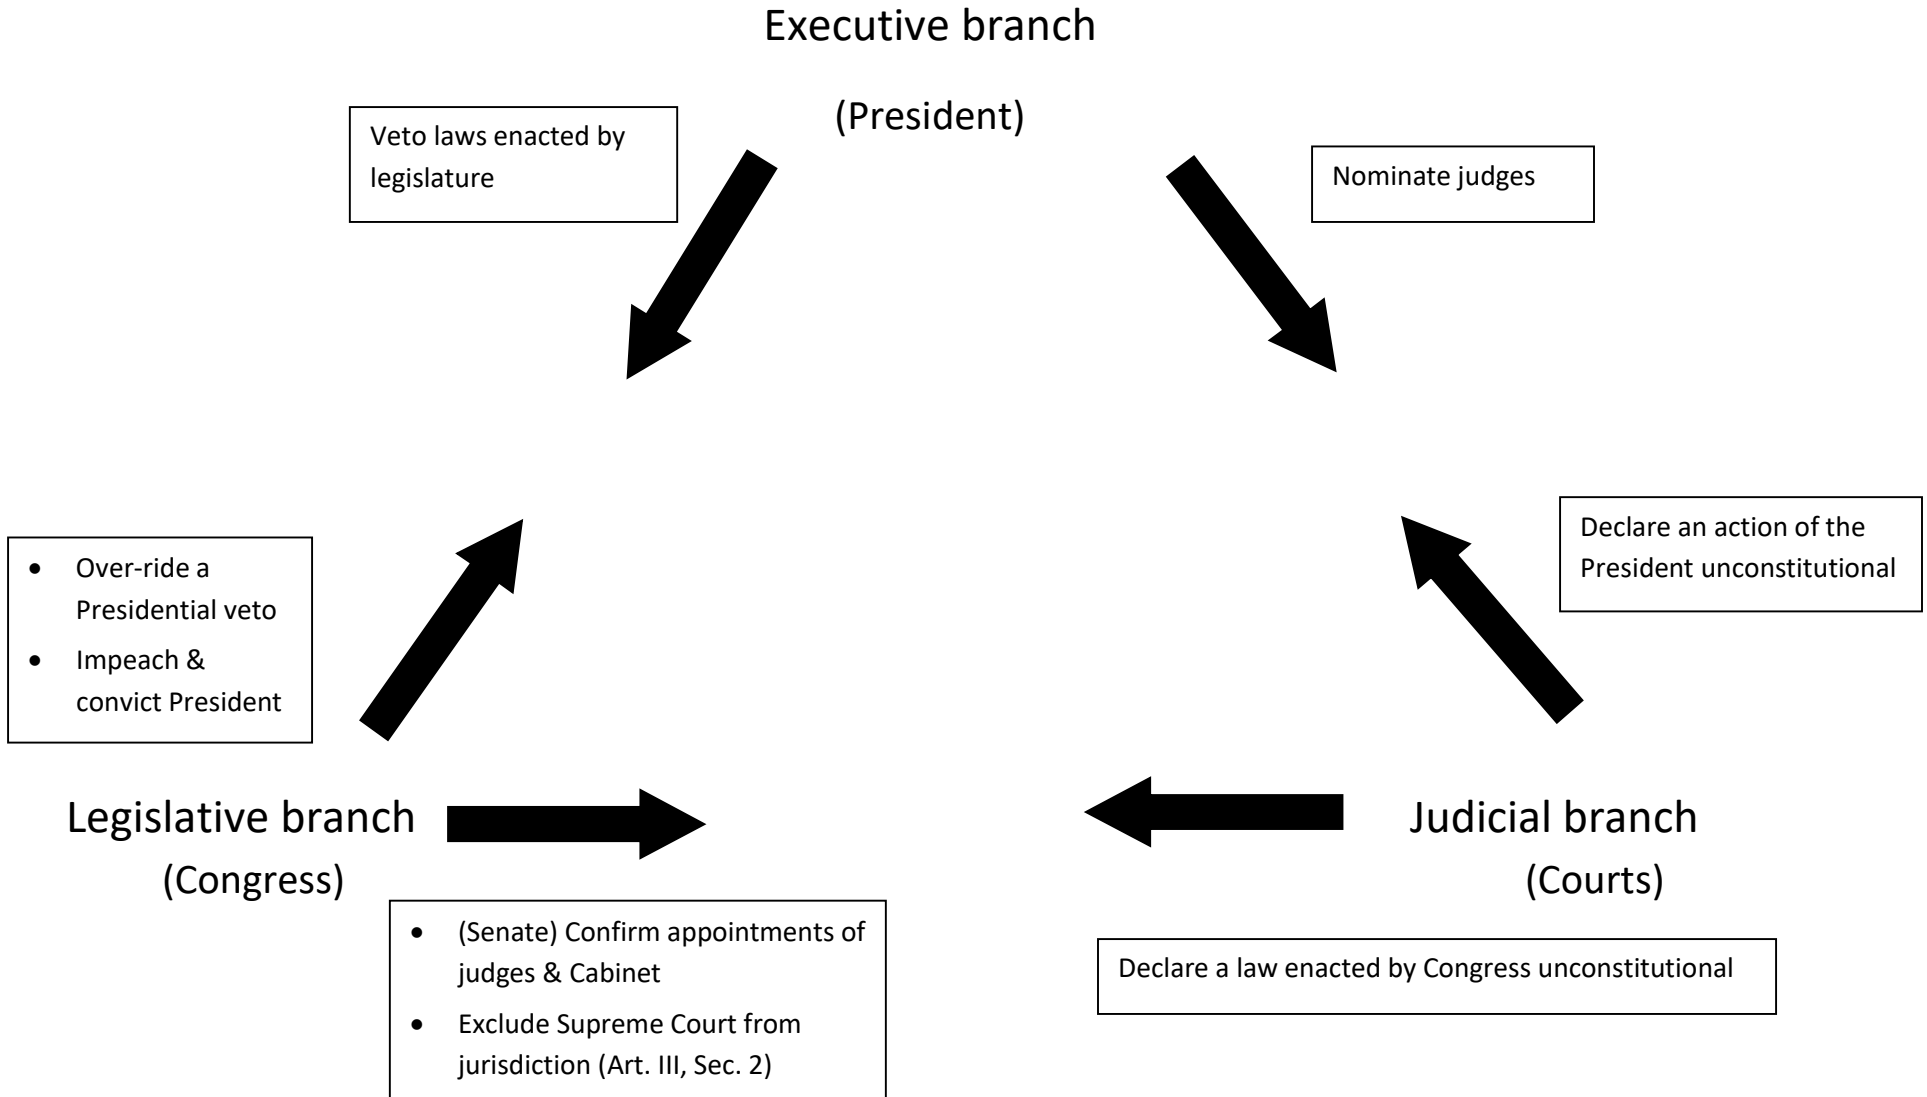 Executive branch
(President)
Veto laws enacted by
legislature
Nominate judges
Declare an action of the
President unconstitutional
• Over-ride a
Presidential veto
• Impeach &
convict President
Legislative branch
(Congress)
Judicial branch
(Courts)
• (Senate) Confirm appointments of
judges & Cabinet
• Exclude Supreme Court from
jurisdiction (Art. III, Sec. 2)
Declare a law enacted by Congress unconstitutional